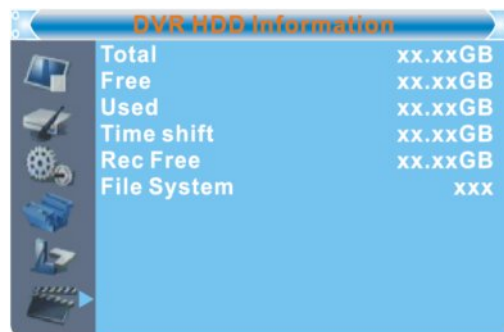 DVR HDD Information
Total xx.xxGB
Free xx.xxGB
Used xx.xxGB
Time shift xx.xxGB
Rec Free xx.xxGB
File System xxx